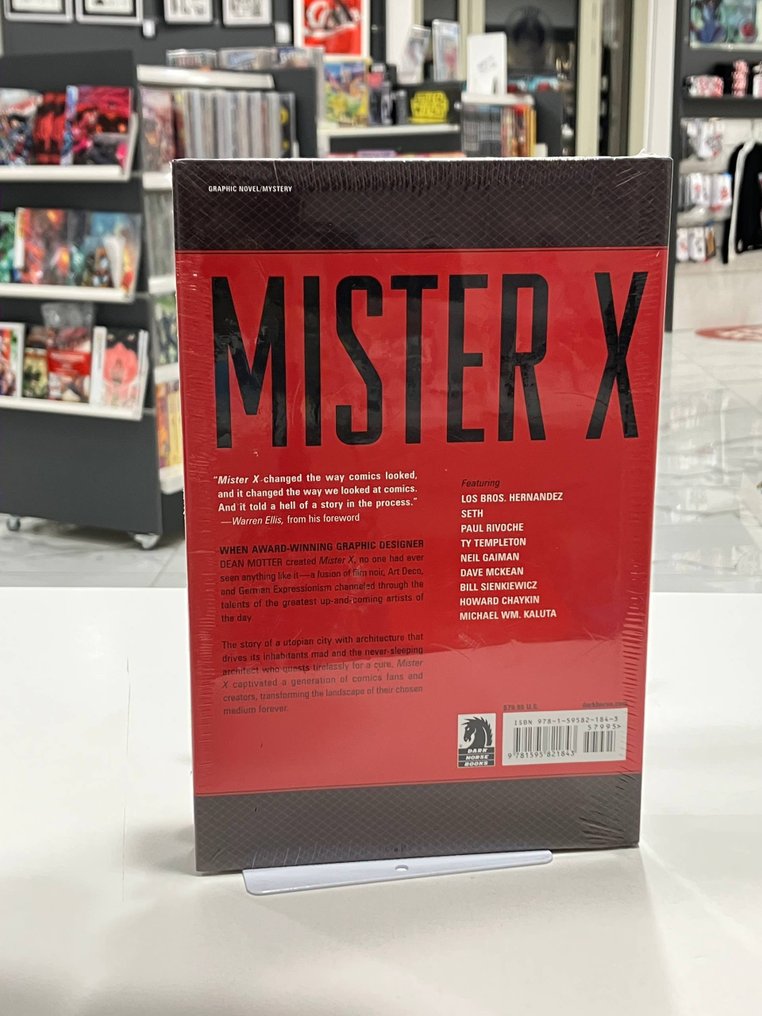 GRAPHIC NOVEL/MYSTERY
MISTER X
“Mister X changed the way comics looked,
and it changed the way we looked at comics.
And it told a hell of a story in the process.”
—Warren Ellis, from his foreword
WHEN AWARD-WINNING GRAPHIC DESIGNER
DEAN MOTTER created Mister X, no one had ever
seen anything like it—a fusion of film noir, Art Deco,
and German Expressionism channeled through the
talents of the greatest up-and-coming artists of
the day.
The story of a utopian city with architecture that
drives its inhabitants mad and the never-sleeping
architect who quests tirelessly for a cure, Mister
X captivated a generation of comics fans and
creators, transforming the landscape of their chosen
medium forever.
Featuring
LOS BROS. HERNANDEZ
SETH
PAUL RIVOCHE
TY TEMPLETON
NEIL GAIMAN
DAVE MCKEAN
BILL SIENKIEWICZ
HOWARD CHAYKIN
MICHAEL WM. KALUTA
$79.95 U.S.
darkhorse.com
DARK
HORSE
BOOKS
ISBN 978-1-59582-184-3
57995>
9 781595 821843
STAR
WARS